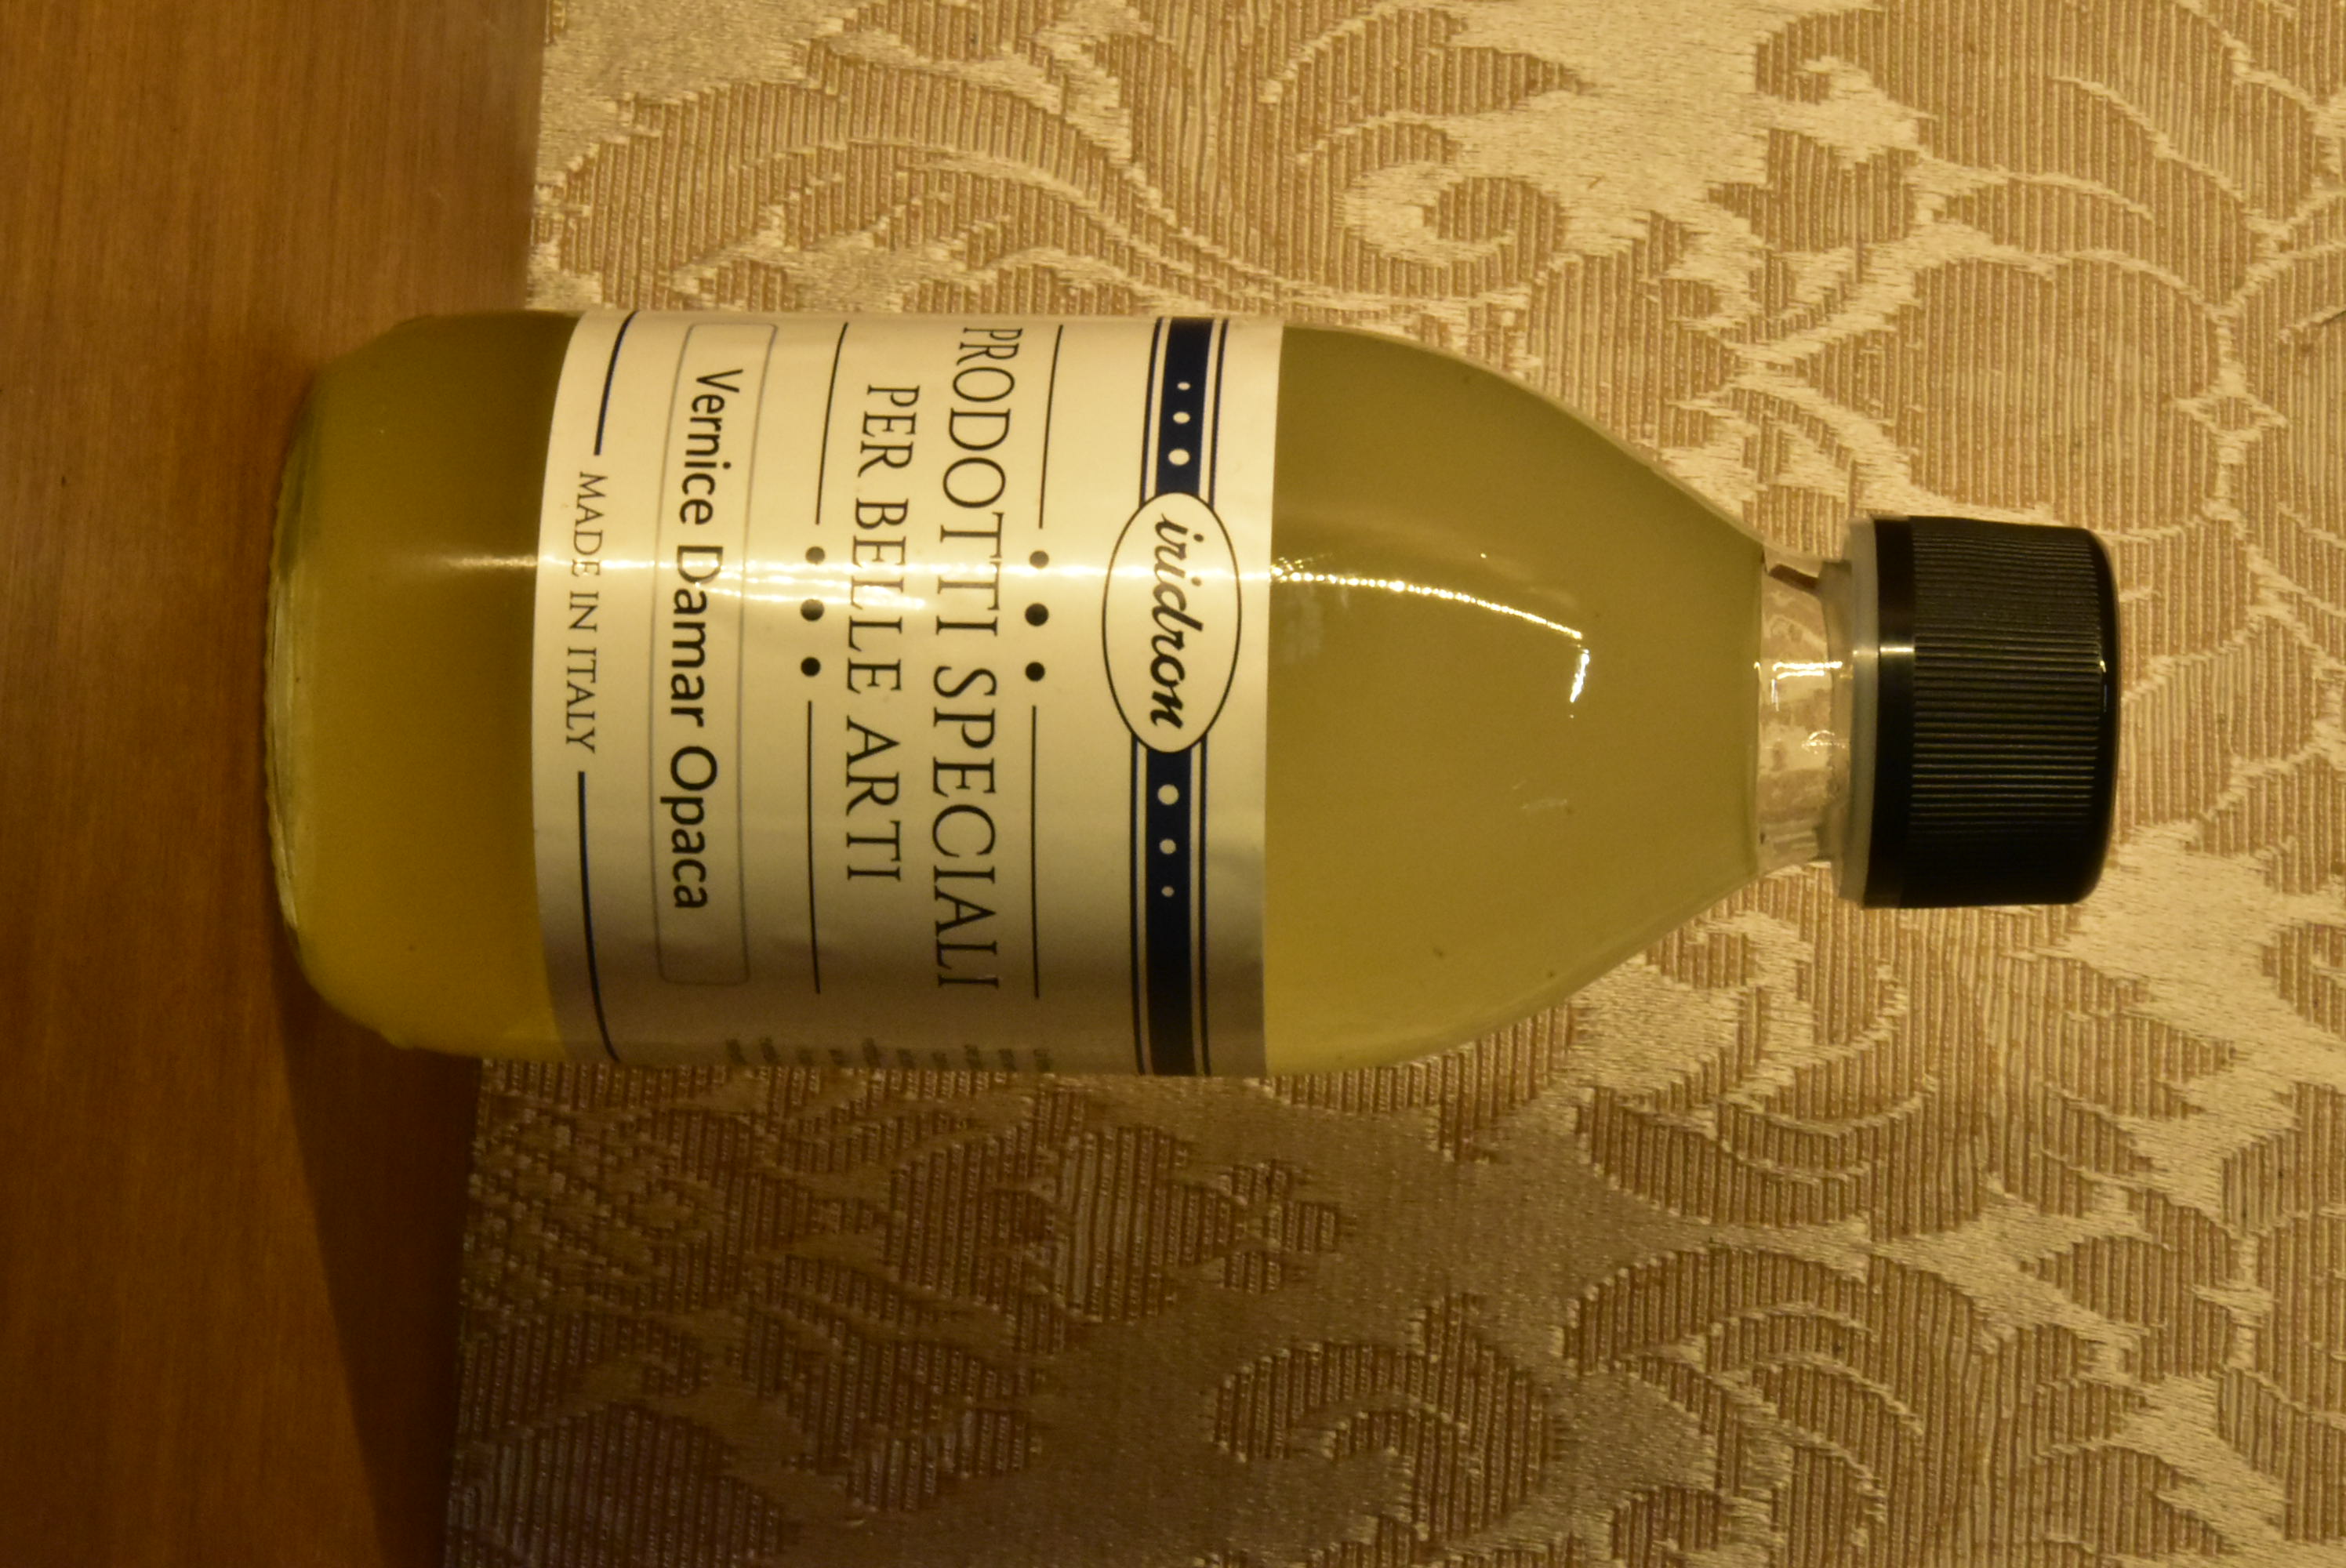 iridron
PRODOTTI SPECIALI
PER BELLE ARTI
Vernice Damar Opaca
MADE IN ITALY